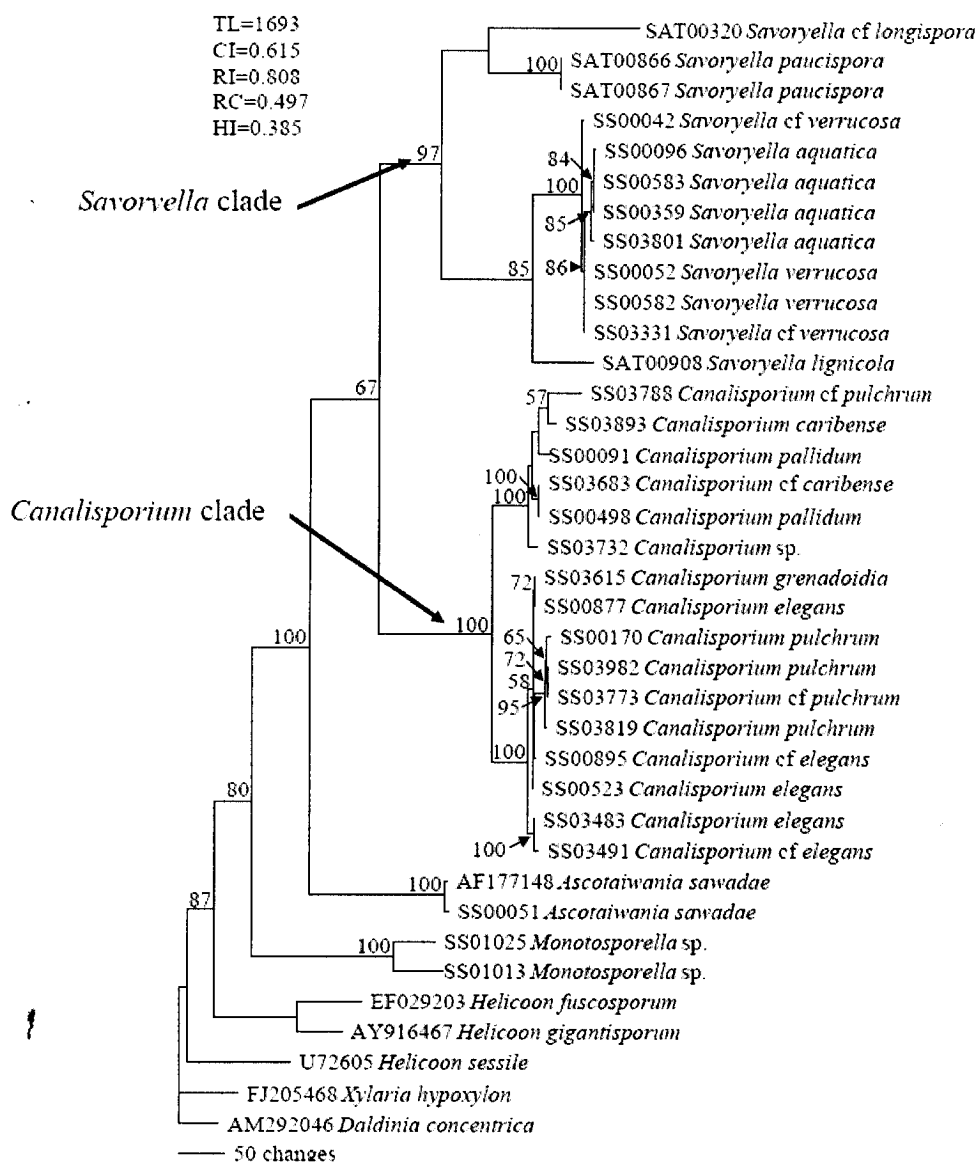 TL=1693
CI=0.615
RI=0.808
RC=0.497
HI=0.385
SAT00320 Savoryella cf longispora
100 SAT00866 Savoryella paucispora
SAT00867 Savoryella paucispora
SS00042 Savoryella cf verrucosa
97
84 SS00096 Savoryella aquatica
100 SS00583 Savoryella aquatica
Savoryella clade
85 SS00359 Savoryella aquatica
SS03801 Savoryella aquatica
85 86 SS00052 Savoryella verrucosa
SS00582 Savoryella verrucosa
SS03331 Savoryella cf verrucosa
SAT00908 Savoryella lignicola
67
57 SS03788 Canalisporium cf pulchrum
SS03893 Canalisporium caribense
SS00091 Canalisporium pallidum
100 SS03683 Canalisporium cf caribense
100
Canalisporium clade
SS00498 Canalisporium pallidum
SS03732 Canalisporium sp.
72 SS03615 Canalisporium grenadoidia
SS00877 Canalisporium elegans
100 100
65 SS00170 Canalisporium pulchrum
72 SS03982 Canalisporium pulchrum
58
95 SS03773 Canalisporium cf pulchrum
SS03819 Canalisporium pulchrum
100 SS00895 Canalisporium cf elegans
SS00523 Canalisporium elegans
80
SS03483 Canalisporium elegans
100 SS03491 Canalisporium cf elegans
100 AF177148 Ascotaiwania sawadae
87
SS00051 Ascotaiwania sawadae
100 SS01025 Monotosporella sp.
SS01013 Monotosporella sp.
EF029203 Helicoon fuscosporum
AY916467 Helicoon gigantisporum
U72605 Helicoon sessile
FJ205468 Xylaria hypoxylon
AM292046 Daldinia concentrica
50 changes